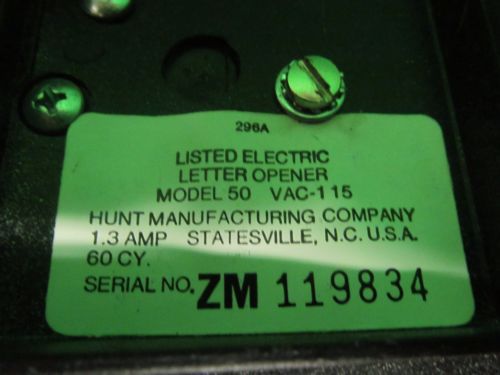 296A
LISTED ELECTRIC
LETTER OPENER
MODEL 50 VAC-115
HUNT MANUFACTURING COMPANY
1.3 AMP STATESVILLE, N.C. U.S.A.
60 CY.
SERIAL NO. ZM 119834